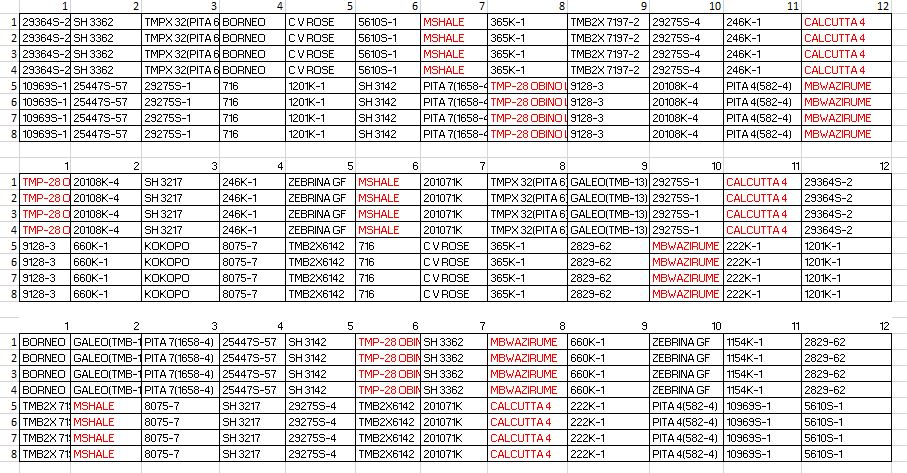 1 2 3 4 5 6 7 8 9 10 11 12
1 29364S-2 SH 3362 TMPX 32(PITA 6 BORNEO C V ROSE 5610S-1 MSHALE 365K-1 TMB2X 7197-2 29275S-4 246K-1 CALCUTTA 4
2 29364S-2 SH 3362 TMPX 32(PITA 6 BORNEO C V ROSE 5610S-1 MSHALE 365K-1 TMB2X 7197-2 29275S-4 246K-1 CALCUTTA 4
3 29364S-2 SH 3362 TMPX 32(PITA 6 BORNEO C V ROSE 5610S-1 MSHALE 365K-1 TMB2X 7197-2 29275S-4 246K-1 CALCUTTA 4
4 29364S-2 SH 3362 TMPX 32(PITA 6 BORNEO C V ROSE 5610S-1 MSHALE 365K-1 TMB2X 7197-2 29275S-4 246K-1 CALCUTTA 4
5 10969S-1 25447S-57 29275S-1 716 1201K-1 SH 3142 PITA 7(1658-4 TMP-28 OBINO L 9128-3 20108K-4 PITA 4(582-4) MBWAZIRUME
6 10969S-1 25447S-57 29275S-1 716 1201K-1 SH 3142 PITA 7(1658-4 TMP-28 OBINO L 9128-3 20108K-4 PITA 4(582-4) MBWAZIRUME
7 10969S-1 25447S-57 29275S-1 716 1201K-1 SH 3142 PITA 7(1658-4 TMP-28 OBINO L 9128-3 20108K-4 PITA 4(582-4) MBWAZIRUME
8 10969S-1 25447S-57 29275S-1 716 1201K-1 SH 3142 PITA 7(1658-4 TMP-28 OBINO L 9128-3 20108K-4 PITA 4(582-4) MBWAZIRUME
1 2 3 4 5 6 7 8 9 10 11 12
1 TMP-28 O 20108K-4 SH 3217 246K-1 ZEBRINA GF MSHALE 201071K TMPX 32(PITA 6) GALEO(TMB-13) 29275S-1 CALCUTTA 4 29364S-2
2 TMP-28 O 20108K-4 SH 3217 246K-1 ZEBRINA GF MSHALE 201071K TMPX 32(PITA 6) GALEO(TMB-13) 29275S-1 CALCUTTA 4 29364S-2
3 TMP-28 O 20108K-4 SH 3217 246K-1 ZEBRINA GF MSHALE 201071K TMPX 32(PITA 6) GALEO(TMB-13) 29275S-1 CALCUTTA 4 29364S-2
4 TMP-28 O 20108K-4 SH 3217 246K-1 ZEBRINA GF MSHALE 201071K TMPX 32(PITA 6) GALEO(TMB-13) 29275S-1 CALCUTTA 4 29364S-2
5 9128-3 660K-1 KOKOPO 8075-7 TMB2X6142 716 C V ROSE 365K-1 2829-62 MBWAZIRUME 222K-1 1201K-1
6 9128-3 660K-1 KOKOPO 8075-7 TMB2X6142 716 C V ROSE 365K-1 2829-62 MBWAZIRUME 222K-1 1201K-1
7 9128-3 660K-1 KOKOPO 8075-7 TMB2X6142 716 C V ROSE 365K-1 2829-62 MBWAZIRUME 222K-1 1201K-1
8 9128-3 660K-1 KOKOPO 8075-7 TMB2X6142 716 C V ROSE 365K-1 2829-62 MBWAZIRUME 222K-1 1201K-1
1 2 3 4 5 6 7 8 9 10 11 12
1 BORNEO GALEO(TMB-1 PITA 7(1658-4) 25447S-57 SH 3142 TMP-28 OBIN SH 3362 MBWAZIRUME 660K-1 ZEBRINA GF 1154K-1 2829-62
2 BORNEO GALEO(TMB-1 PITA 7(1658-4) 25447S-57 SH 3142 TMP-28 OBIN SH 3362 MBWAZIRUME 660K-1 ZEBRINA GF 1154K-1 2829-62
3 BORNEO GALEO(TMB-1 PITA 7(1658-4) 25447S-57 SH 3142 TMP-28 OBIN SH 3362 MBWAZIRUME 660K-1 ZEBRINA GF 1154K-1 2829-62
4 BORNEO GALEO(TMB-1 PITA 7(1658-4) 25447S-57 SH 3142 TMP-28 OBIN SH 3362 MBWAZIRUME 660K-1 ZEBRINA GF 1154K-1 2829-62
5 TMB2X 719 MSHALE 8075-7 SH 3217 29275S-4 TMB2X6142 201071K CALCUTTA 4 222K-1 PITA 4(582-4) 10969S-1 5610S-1
6 TMB2X 719 MSHALE 8075-7 SH 3217 29275S-4 TMB2X6142 201071K CALCUTTA 4 222K-1 PITA 4(582-4) 10969S-1 5610S-1
7 TMB2X 719 MSHALE 8075-7 SH 3217 29275S-4 TMB2X6142 201071K CALCUTTA 4 222K-1 PITA 4(582-4) 10969S-1 5610S-1
8 TMB2X 719 MSHALE 8075-7 SH 3217 29275S-4 TMB2X6142 201071K CALCUTTA 4 222K-1 PITA 4(582-4) 10969S-1 5610S-1